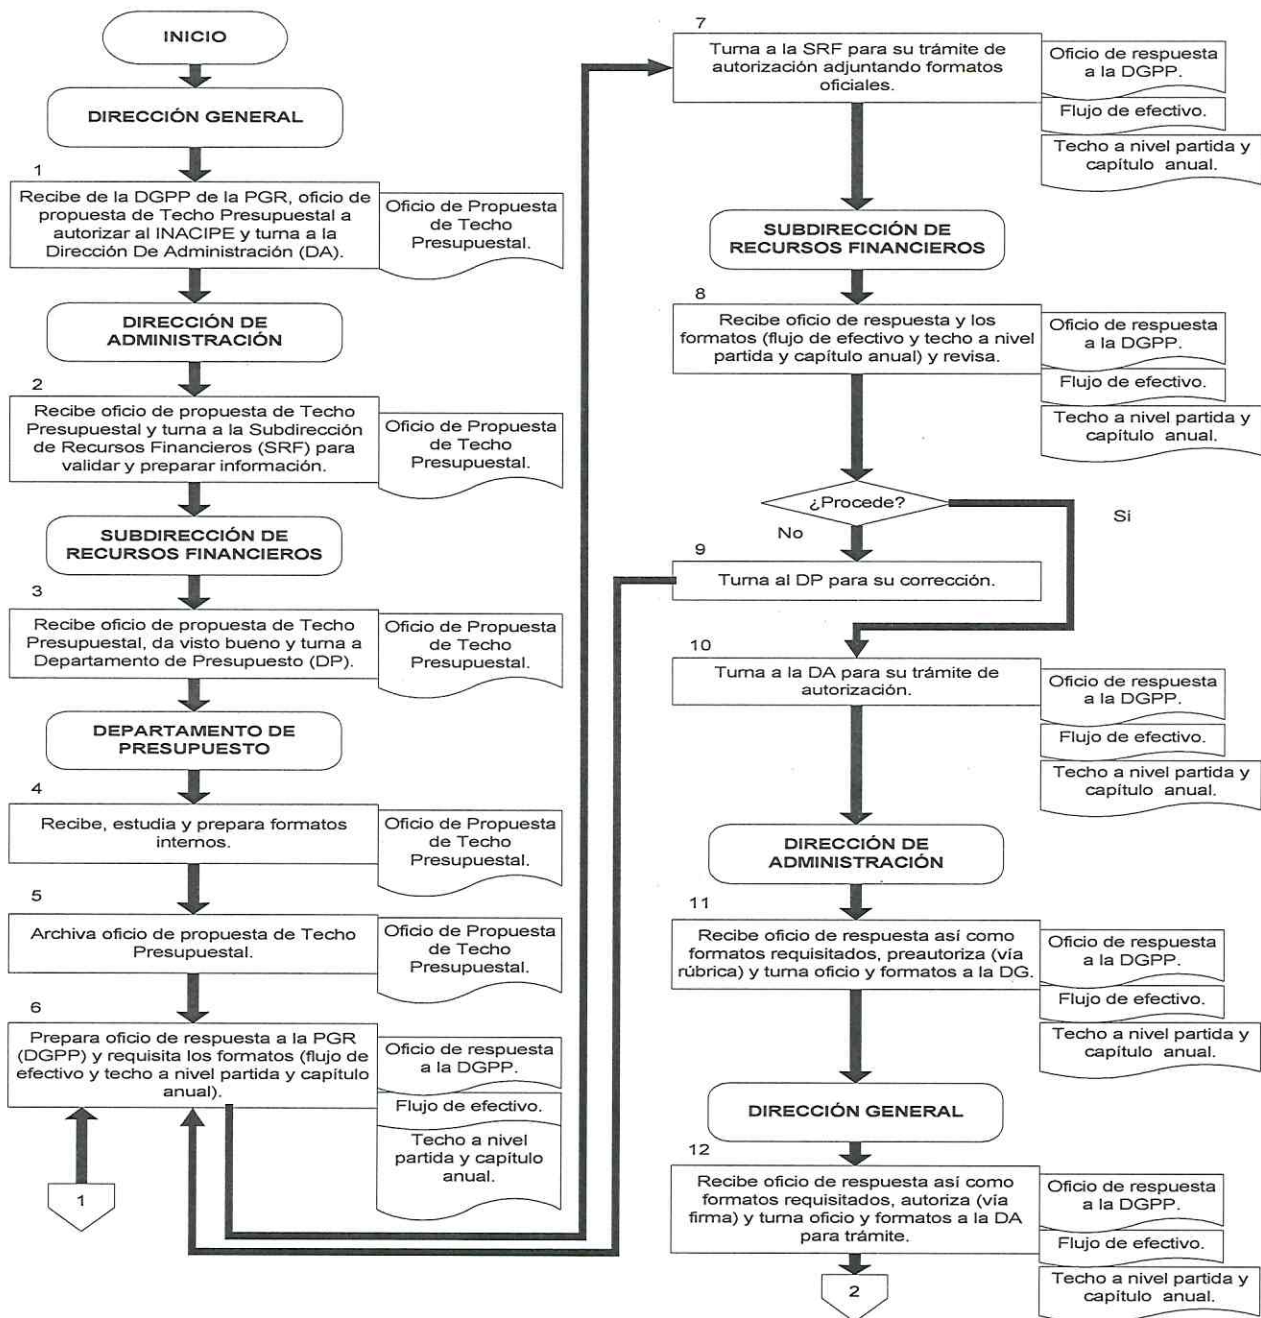 INICIO
DIRECCIÓN GENERAL
1
Recibe de la DGPP de la PGR, oficio de
propuesta de Techo Presupuestal a
autorizar al INACIPE y turna a la
Dirección De Administración (DA).
Oficio de Propuesta
de Techo
Presupuestal.
DIRECCIÓN DE
ADMINISTRACIÓN
2
Recibe oficio de propuesta de Techo
Presupuestal y turna a la Subdirección
de Recursos Financieros (SRF) para
validar y preparar información.
Oficio de Propuesta
de Techo
Presupuestal.
SUBDIRECCIÓN DE
RECURSOS FINANCIEROS
3
Recibe oficio de propuesta de Techo
Presupuestal, da visto bueno y turna a
Departamento de Presupuesto (DP).
Oficio de Propuesta
de Techo
Presupuestal.
DEPARTAMENTO DE
PRESUPUESTO
4
Recibe, estudia y prepara formatos
internos.
Oficio de Propuesta
de Techo
Presupuestal.
5
Archiva oficio de propuesta de Techo
Presupuestal.
Oficio de Propuesta
de Techo
Presupuestal.
6
Prepara oficio de respuesta a la PGR
(DGPP) y requisita los formatos (flujo de
efectivo y techo a nivel partida y capítulo
anual).
Oficio de respuesta
a la DGPP.
Flujo de efectivo.
Techo a nivel
partida y capítulo
anual.
1
7
Turna a la SRF para su trámite de
autorización adjuntando formatos
oficiales.
Oficio de respuesta
a la DGPP.
Flujo de efectivo.
Techo a nivel partida y
capítulo anual.
SUBDIRECCIÓN DE
RECURSOS FINANCIEROS
8
Recibe oficio de respuesta y los
formatos (flujo de efectivo y techo a nivel
partida y capítulo anual) y revisa.
Oficio de respuesta
a la DGPP.
Flujo de efectivo.
Techo a nivel partida y
capítulo anual.
¿Procede?
Si
No
9
Turna al DP para su corrección.
10
Turna a la DA para su trámite de
autorización.
Oficio de respuesta
a la DGPP.
Flujo de efectivo.
Techo a nivel partida y
capítulo anual.
DIRECCIÓN DE
ADMINISTRACIÓN
11
Recibe oficio de respuesta así como
formatos requisitados, preautoriza (vía
rúbrica) y turna oficio y formatos a la DG.
Oficio de respuesta
a la DGPP.
Flujo de efectivo.
Techo a nivel partida y
capítulo anual.
DIRECCIÓN GENERAL
12
Recibe oficio de respuesta así como
formatos requisitados, autoriza (vía
firma) y turna oficio y formatos a la DA
para trámite.
Oficio de respuesta
a la DGPP.
Flujo de efectivo.
Techo a nivel partida y
capítulo anual.
2